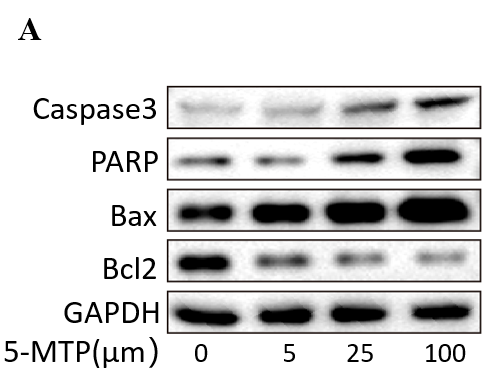 A
Caspase3
PARP
Bax
Bcl2
GAPDH
5-MTP(μm) 0 5 25 100